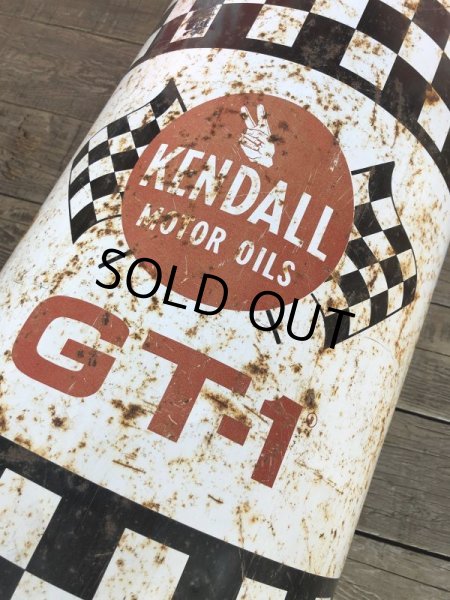 KENDALL
MOTOR OILS
SOLD OUT
GT-1